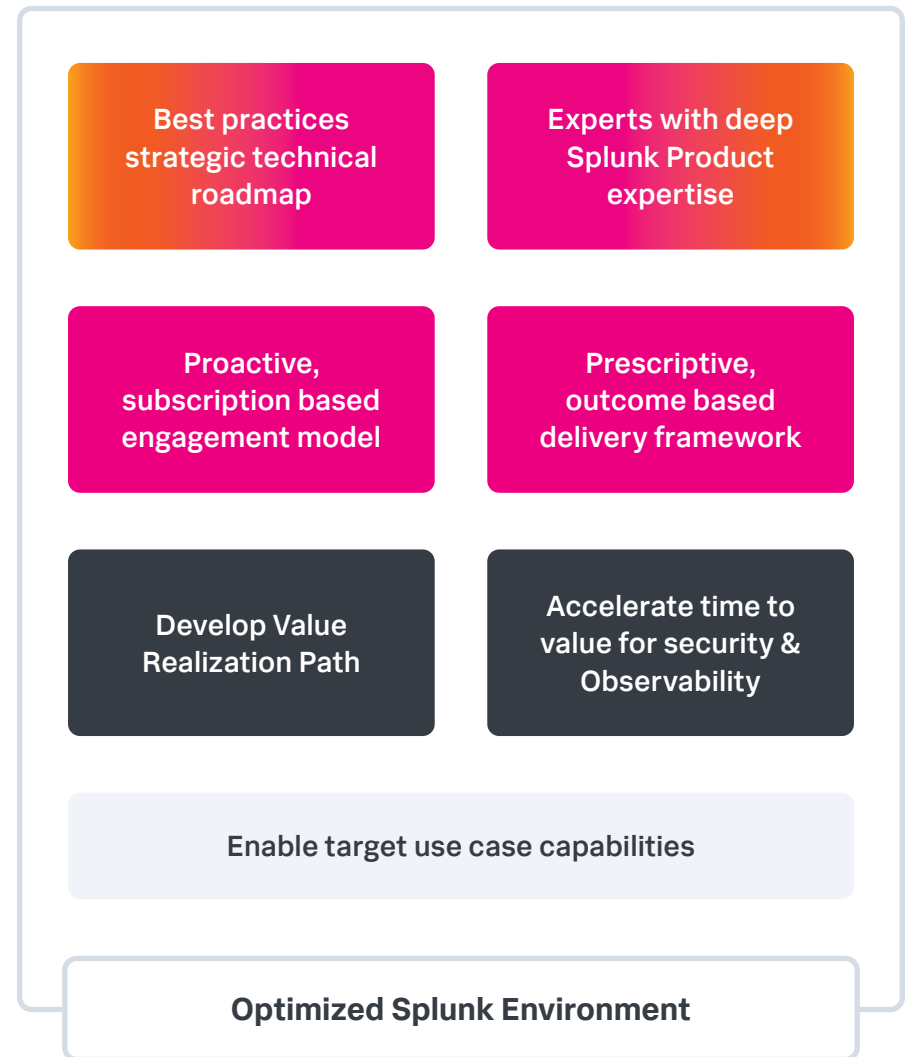 Best practices
strategic technical
roadmap
Experts with deep
Splunk Product
expertise
Proactive,
subscription based
engagement model
Prescriptive,
outcome based
delivery framework
Develop Value
Realization Path
Accelerate time to
value for security &
Observability
Enable target use case capabilities
Optimized Splunk Environment